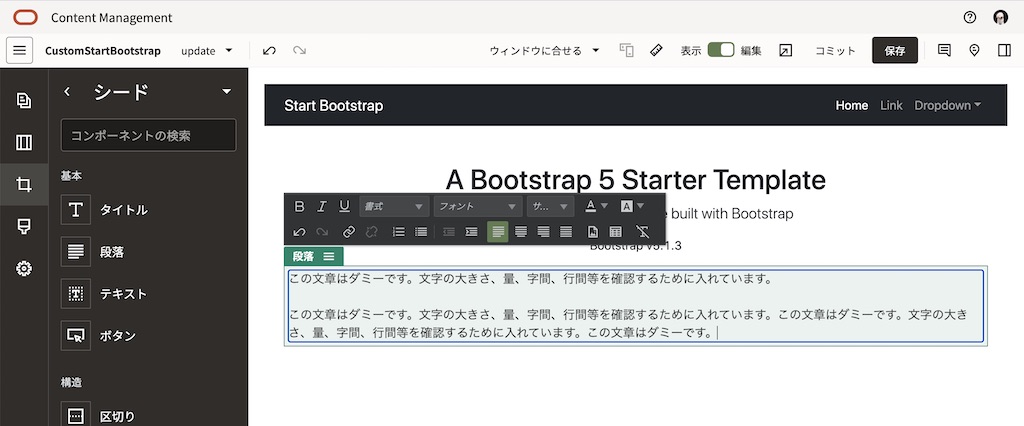 Content Management
CustomStartBootstrap update ウィンドウに合せる 表示 編集 コミット 保存
シード
コンポーネントの検索
基本
タイトル
段落
テキスト
ボタン
構造
区切り
Start Bootstrap Home Link Dropdown
A Bootstrap 5 Starter Template
B I U 書式 フォント サ... A A
built with Bootstrap
Bootstrap v5.1.3
段落
この文章はダミーです。文字の大きさ、量、字間、行間等を確認するために入れています。
この文章はダミーです。文字の大きさ、量、字間、行間等を確認するために入れています。この文章はダミーです。文字の大き
さ、量、字間、行間等を確認するために入れています。この文章はダミーです。